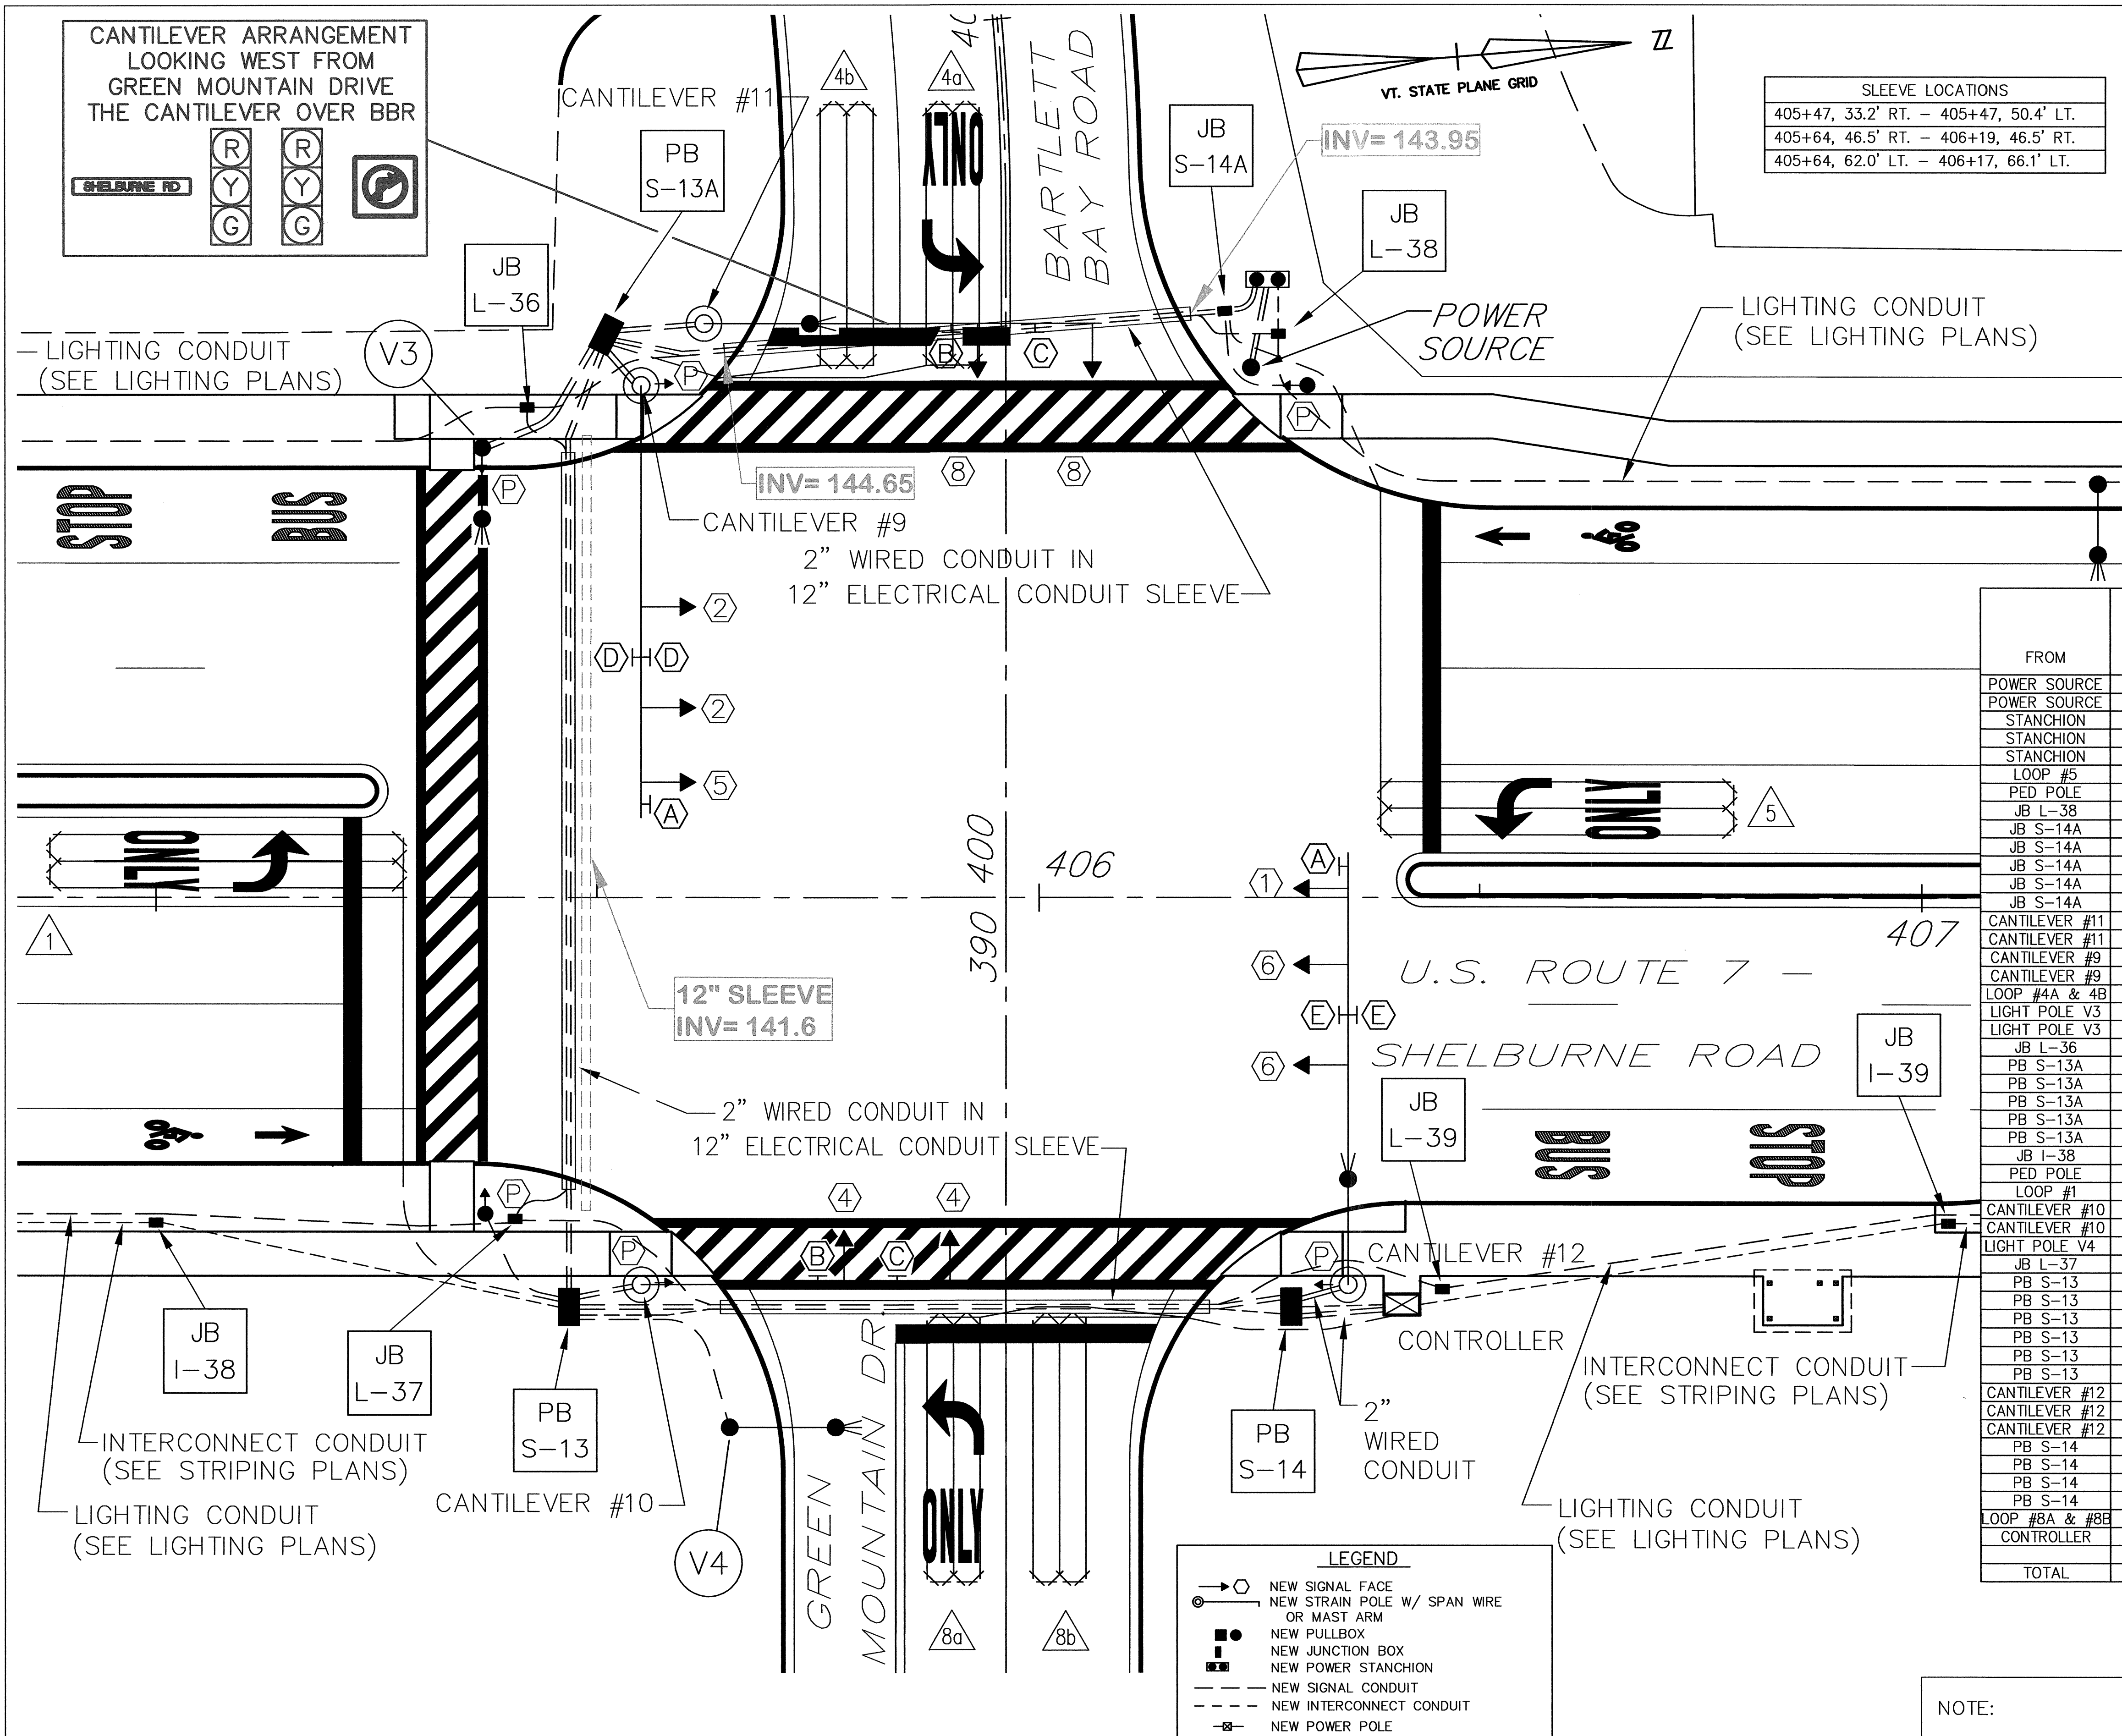 CANTILEVER ARRANGEMENT
LOOKING WEST FROM
GREEN MOUNTAIN DRIVE
THE CANTILEVER OVER BBR
SHELBURNE RD
R
Y
G
R
Y
G
CANTILEVER #11
4b
4a
40
ONLY
BARTLETT
BAY ROAD
VT. STATE PLANE GRID
N
SLEEVE LOCATIONS
405+47, 33.2' RT. – 405+47, 50.4' LT.
405+64, 46.5' RT. – 406+19, 46.5' RT.
405+64, 62.0' LT. – 406+17, 66.1' LT.
PB
S-13A
JB
S-14A
INV= 143.95
JB
L-38
JB
L-36
POWER
SOURCE
LIGHTING CONDUIT
(SEE LIGHTING PLANS)
LIGHTING CONDUIT
(SEE LIGHTING PLANS)
V3
P
B
C
P
P
8
8
INV= 144.65
CANTILEVER #9
STOP
BUS
2" WIRED CONDUIT IN
12" ELECTRICAL CONDUIT SLEEVE
2
D
D
2
5
A
ONLY
1
ONLY
5
390 400
406
A
1
6
E
E
6
407
U.S. ROUTE 7 –
SHELBURNE ROAD
12" SLEEVE
INV= 141.6
2" WIRED CONDUIT IN
12" ELECTRICAL CONDUIT SLEEVE
JB
L-39
JB
I-39
BUS
STOP
P
4
4
P
B
C
P
CANTILEVER #12
JB
I-38
JB
L-37
PB
S-13
CONTROLLER
PB
S-14
2"
WIRED
CONDUIT
INTERCONNECT CONDUIT
(SEE STRIPING PLANS)
INTERCONNECT CONDUIT
(SEE STRIPING PLANS)
LIGHTING CONDUIT
(SEE LIGHTING PLANS)
CANTILEVER #10
V4
GREEN
MOUNTAIN DR.
ONLY
8a
8b
LIGHTING CONDUIT
(SEE LIGHTING PLANS)
LEGEND
NEW SIGNAL FACE
NEW STRAIN POLE W/ SPAN WIRE
OR MAST ARM
NEW PULLBOX
NEW JUNCTION BOX
NEW POWER STANCHION
NEW SIGNAL CONDUIT
NEW INTERCONNECT CONDUIT
NEW POWER POLE
FROM
POWER SOURCE
POWER SOURCE
STANCHION
STANCHION
STANCHION
LOOP #5
PED POLE
JB L-38
JB S-14A
JB S-14A
JB S-14A
JB S-14A
JB S-14A
CANTILEVER #11
CANTILEVER #11
CANTILEVER #9
CANTILEVER #9
LOOP #4A & 4B
LIGHT POLE V3
LIGHT POLE V3
JB L-36
PB S-13A
PB S-13A
PB S-13A
PB S-13A
PB S-13A
JB I-38
PED POLE
LOOP #1
CANTILEVER #10
CANTILEVER #10
LIGHT POLE V4
JB L-37
PB S-13
PB S-13
PB S-13
PB S-13
PB S-13
PB S-13
CANTILEVER #12
CANTILEVER #12
CANTILEVER #12
PB S-14
PB S-14
PB S-14
PB S-14
LOOP #8A & #8B
CONTROLLER
TOTAL
NOTE: